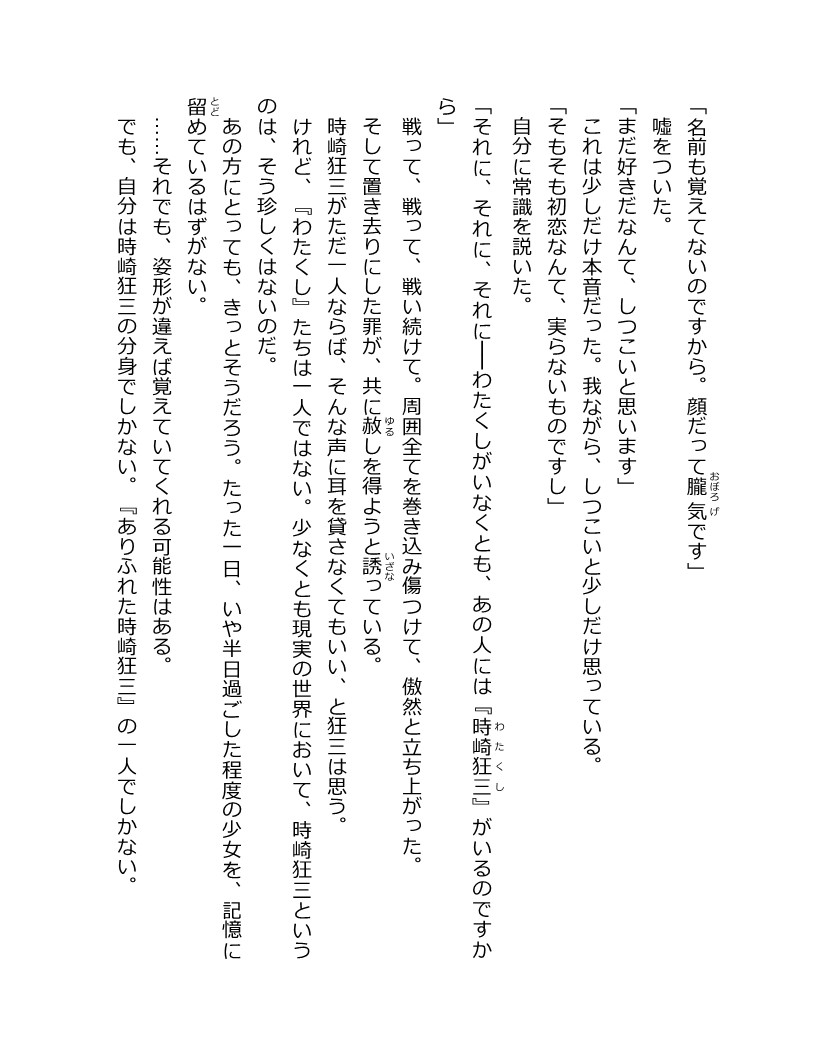 「名前も覚えてないのですから。顔だって朧気です」
嘘をついた。
「まだ好きだなんて、しつこいと思います」
これは少しだけ本音だった。我ながら、しつこいと少しだけ思っている。
「そもそも初恋なんて、実らないものですし」
自分に常識を説いた。
「それに、それに、それに――わたくしがいなくとも、あの人には『時崎狂三』がいるのですか
ら」
戦って、戦って、戦い続けて。周囲全てを巻き込み傷つけて、傲然と立ち上がった。
そして置き去りにした罪が、共に赦しを得ようと誘っている。
時崎狂三がただ一人ならば、そんな声に耳を貸さなくてもいい、と狂三は思う。
けれど、『わたくし』たちは一人ではない。少なくとも現実の世界において、時崎狂三という
のは、そう珍しくはないのだ。
あの方にとっても、きっとそうだろう。たった一日、いや半日過ごした程度の少女を、記憶に
留めているはずがない。
……それでも、姿形が違えば覚えていてくれる可能性はある。
でも、自分は時崎狂三の分身でしかない。『ありふれた時崎狂三』の一人でしかない。